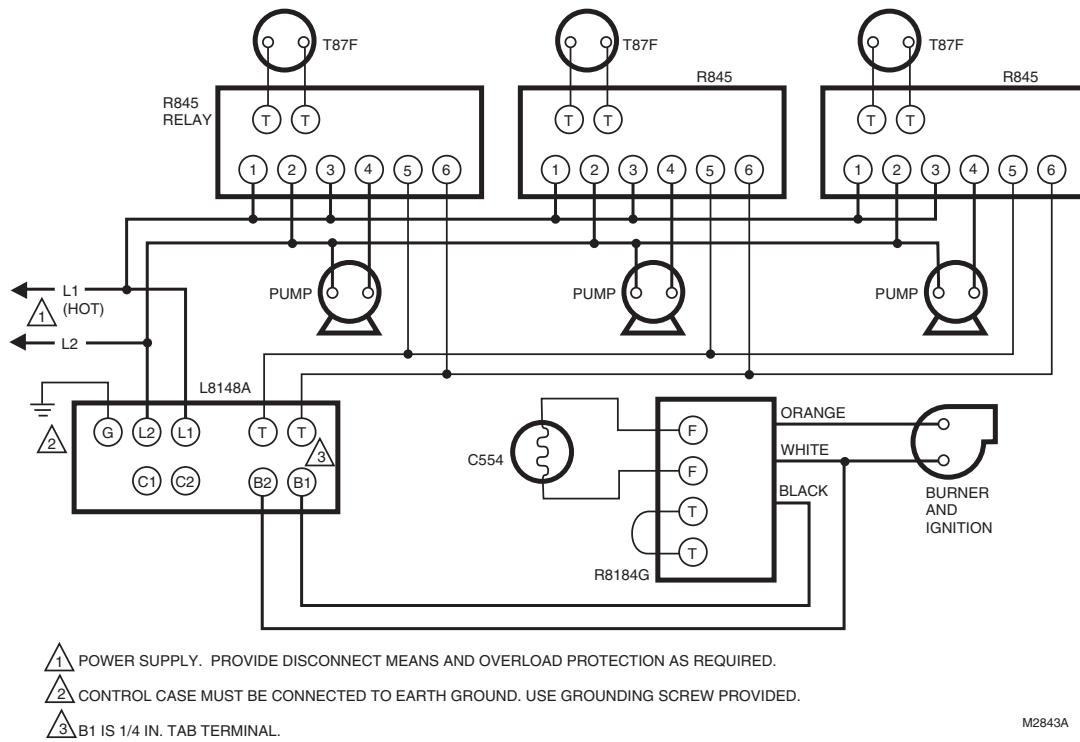 T87F T87F T87F
R845 RELAY R845 R845
T T T T T T
1 2 3 4 5 6 1 2 3 4 5 6 1 2 3 4 5 6
PUMP PUMP PUMP
L1
(HOT)
1
L2
L8148A
2
G L2 L1 T T
3
C1 C2 B2 B1
C554
F
F
T
T
R8184G
ORANGE
WHITE
BLACK
BURNER
AND
IGNITION
1 POWER SUPPLY. PROVIDE DISCONNECT MEANS AND OVERLOAD PROTECTION AS REQUIRED.
2 CONTROL CASE MUST BE CONNECTED TO EARTH GROUND. USE GROUNDING SCREW PROVIDED.
3 B1 IS 1/4 IN. TAB TERMINAL.
M2843A